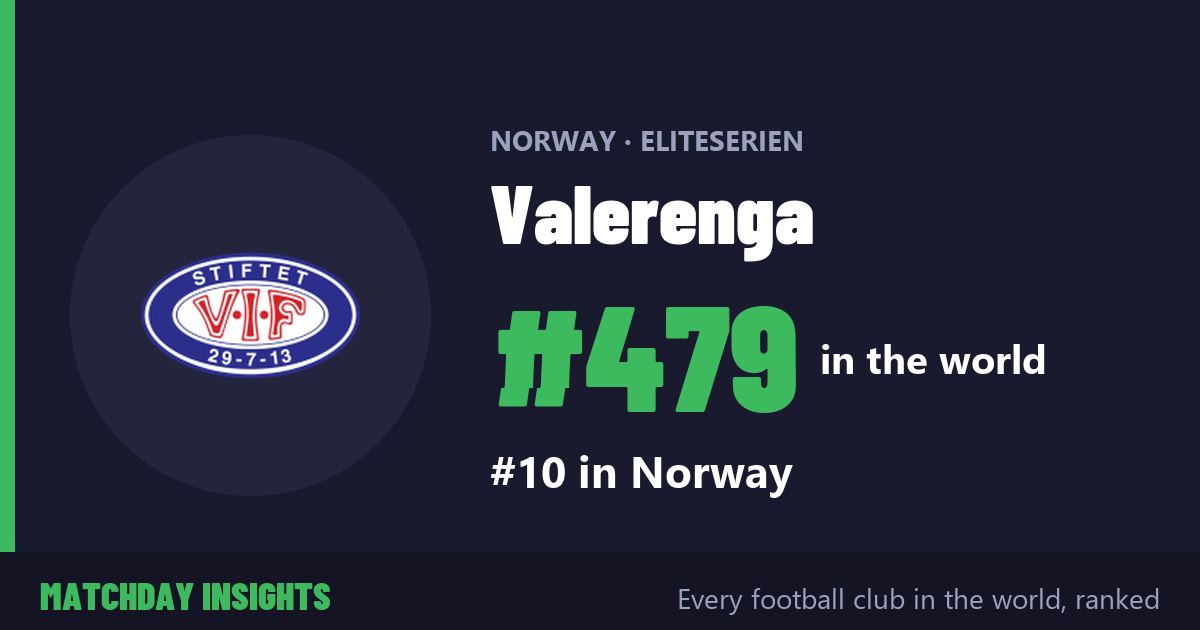 NORWAY · ELITESERIEN
Valerenga
STIFTET
V·I·F
29-7-13
#479 in the world
#10 in Norway
MATCHDAY INSIGHTS
Every football club in the world, ranked